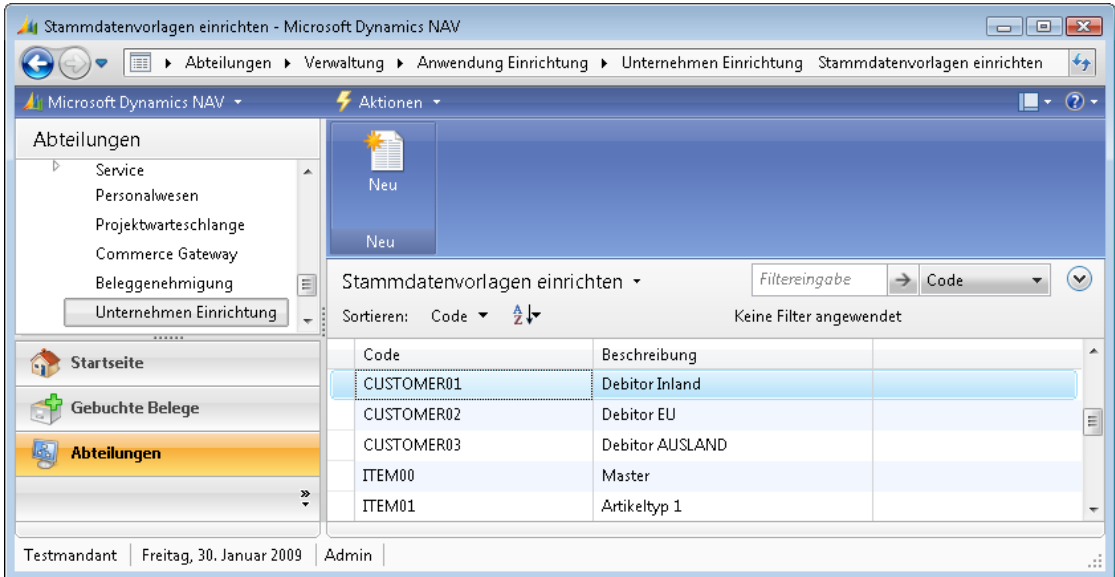 Stammdatenvorlagen einrichten - Microsoft Dynamics NAV
Abteilungen Verwaltung Anwendung Einrichtung Unternehmen Einrichtung Stammdatenvorlagen einrichten
Microsoft Dynamics NAV
Aktionen
Abteilungen
Service
Personalwesen
Projektwarteschlange
Commerce Gateway
Beleggenehmigung
Unternehmen Einrichtung
Startseite
Gebuchte Belege
Abteilungen
Neu
Neu
Stammdatenvorlagen einrichten
Filtereingabe Code
Sortieren: Code Keine Filter angewendet
Code Beschreibung
CUSTOMER01 Debitor Inland
CUSTOMER02 Debitor EU
CUSTOMER03 Debitor AUSLAND
ITEM00 Master
ITEM01 Artikeltyp 1
Testmandant Freitag, 30. Januar 2009 Admin